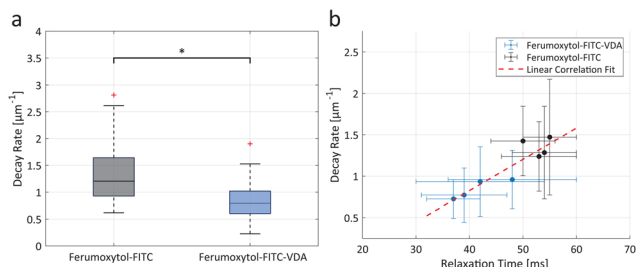 a
4
3.5
3
2.5
2
1.5
1
0.5
0
Decay Rate [µm⁻¹]
*
Ferumoxytol-FITC
Ferumoxytol-FITC-VDA
b
2.5
2
1.5
1
0.5
Decay Rate [µm⁻¹]
Ferumoxytol-FITC-VDA
Ferumoxytol-FITC
Linear Correlation Fit
20
30
40
50
60
70
Relaxation Time [ms]